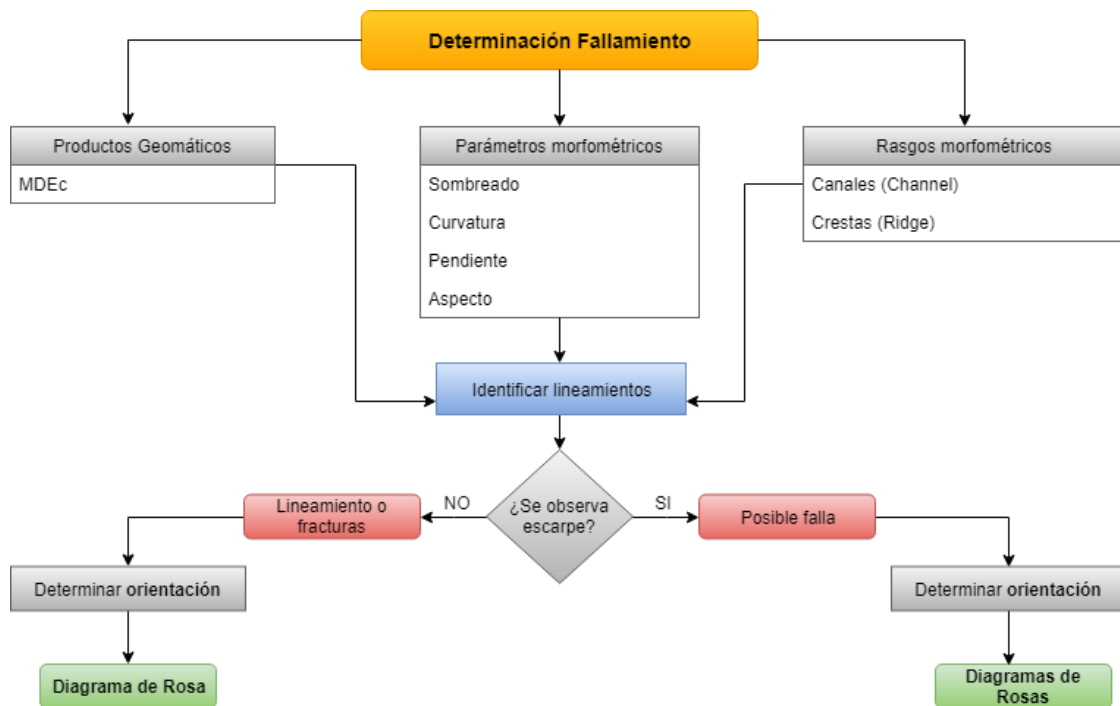 Determinación Fallamiento
Productos Geomáticos
MDEc
Parámetros morfométricos
Sombreado
Curvatura
Pendiente
Aspecto
Rasgos morfométricos
Canales (Channel)
Crestas (Ridge)
Identificar lineamientos
¿Se observa
escarpe?
NO
SI
Lineamiento o
fracturas
Posible falla
Determinar orientación
Determinar orientación
Diagrama de Rosa
Diagramas de
Rosas